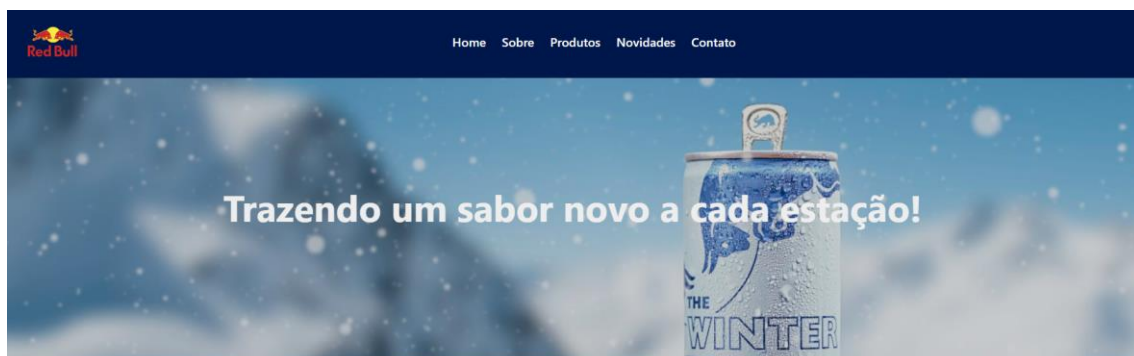 Red Bull
Home Sobre Produtos Novidades Contato
Trazendo um sabor novo a cada estação!
THE
WINTER